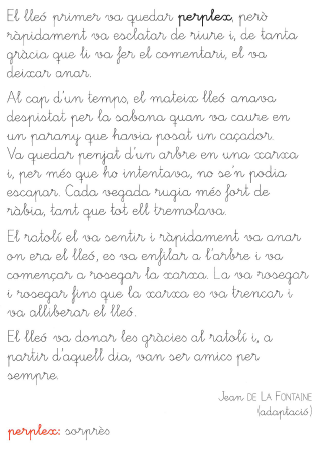 El lleó primer va quedar perplex, però
ràpidament va esclatar de riure i, de tanta
gràcia que li va fer el comentari, el va
deixar anar.
Al cap d'un temps, el mateix lleó anava
despistat per la sabana quan va caure en
un parany que havia posat un caçador.
Va quedar penjat d'un arbre en una xarxa
i, per més que ho intentava, no se'n podia
escapar. Cada vegada rugia més fort de
ràbia, tant que tot ell tremolava.
El ratolí el va sentir i ràpidament va anar
on era el lleó, es va enfilar a l'arbre i va
començar a rosegar la xarxa. La va rosegar
i rosegar fins que la xarxa es va trencar i
va alliberar el lleó.
El lleó va donar les gràcies al ratolí i, a
partir d'aquell dia, van ser amics per
sempre.
Jean DE LA FONTAINE
(adaptació)
perplex: sorprès